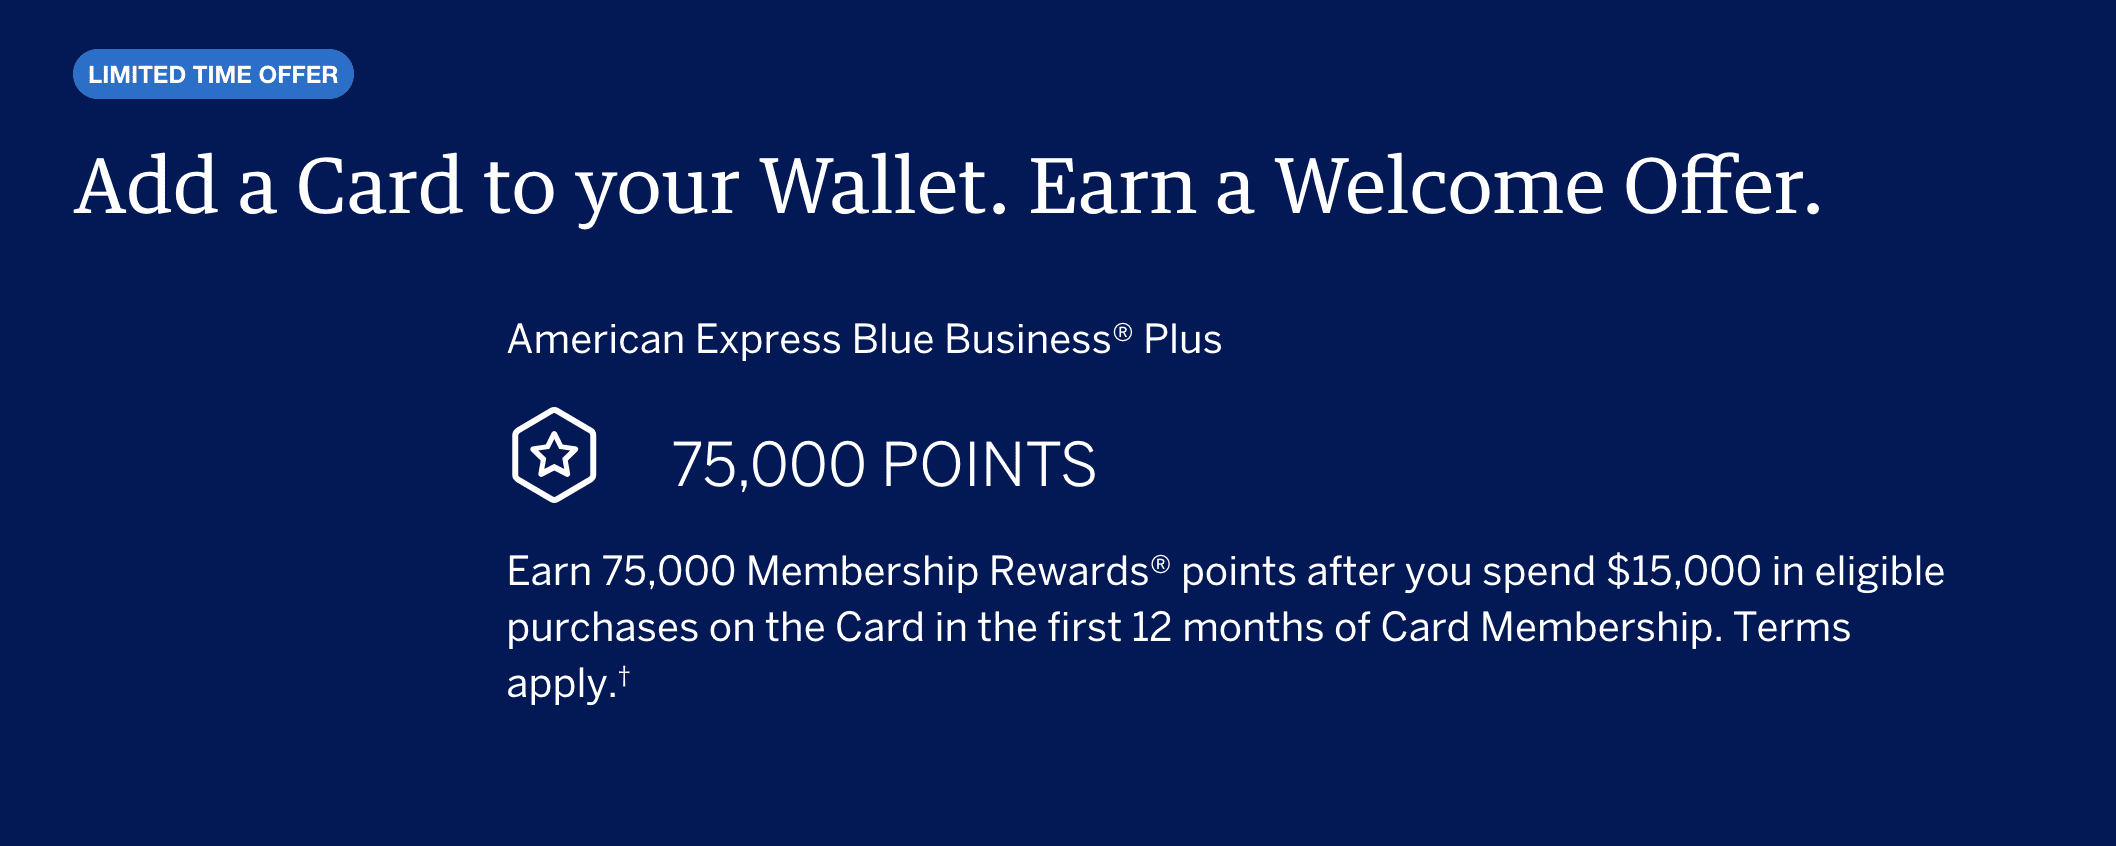 LIMITED TIME OFFER
Add a Card to your Wallet. Earn a Welcome Offer.
American Express Blue Business® Plus
75,000 POINTS
Earn 75,000 Membership Rewards® points after you spend $15,000 in eligible
purchases on the Card in the first 12 months of Card Membership. Terms
apply.†